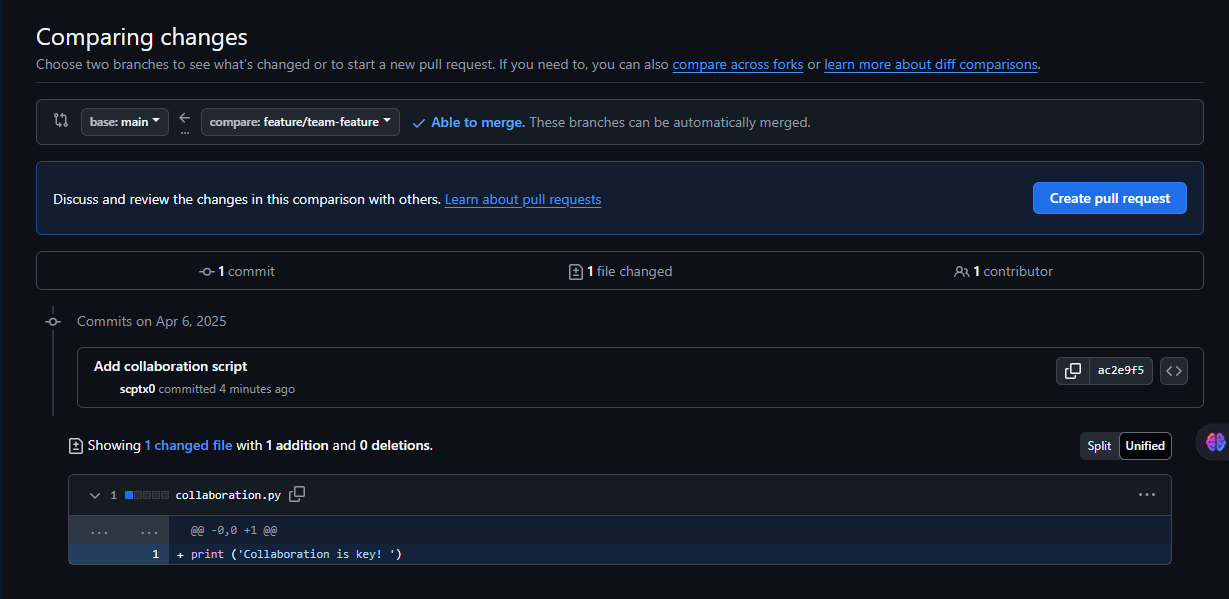 Comparing changes
Choose two branches to see what's changed or to start a new pull request. If you need to, you can also compare across forks or learn more about diff comparisons.
base: main ... compare: feature/team-feature Able to merge. These branches can be automatically merged.
Discuss and review the changes in this comparison with others. Learn about pull requests Create pull request
1 commit 1 file changed 1 contributor
Commits on Apr 6, 2025
Add collaboration script ac2e9f5
scptx0 committed 4 minutes ago
Showing 1 changed file with 1 addition and 0 deletions. Split Unified
1 collaboration.py
... ... @@ -0,0 +1 @@
1 + print ('Collaboration is key! ')